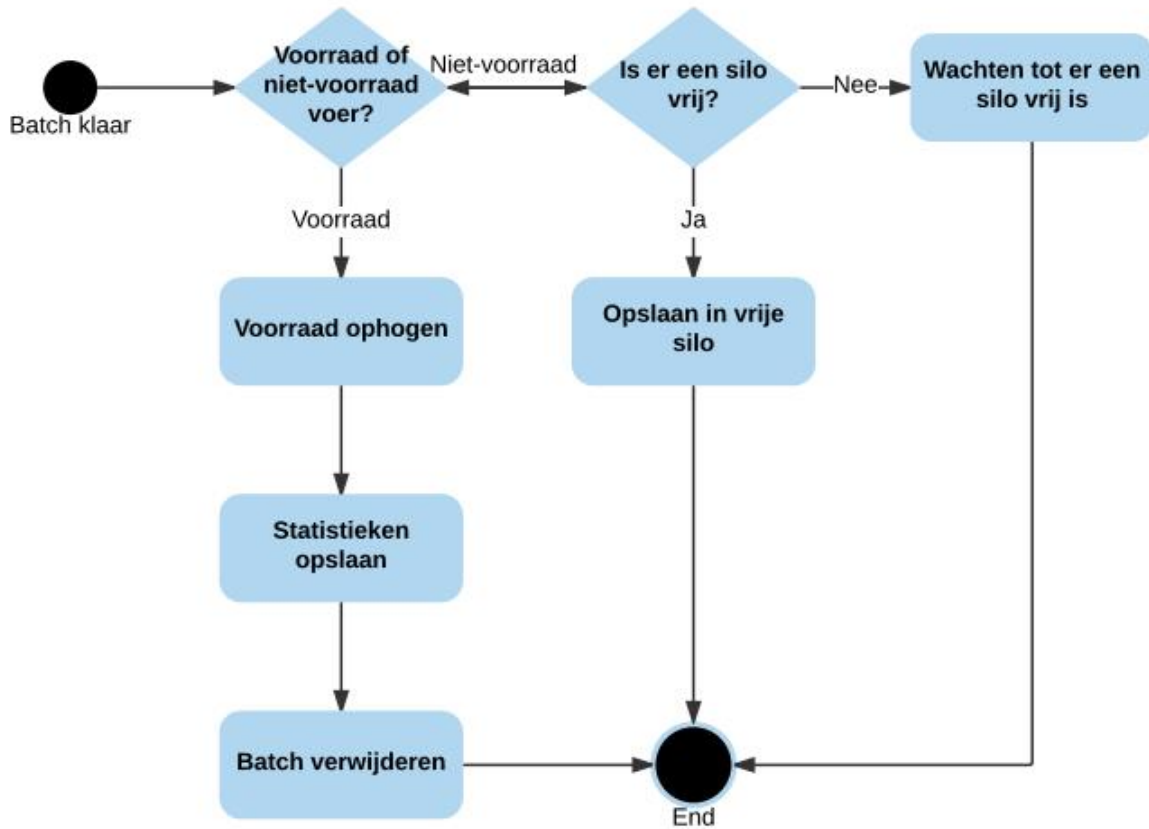 Batch klaar
Voorraad of
niet-voorraad
voer?
Niet-voorraad
Is er een silo
vrij?
Nee
Wachten tot er een
silo vrij is
Voorraad
Ja
Voorraad ophogen
Opslaan in vrije
silo
Statistieken
opslaan
Batch verwijderen
End